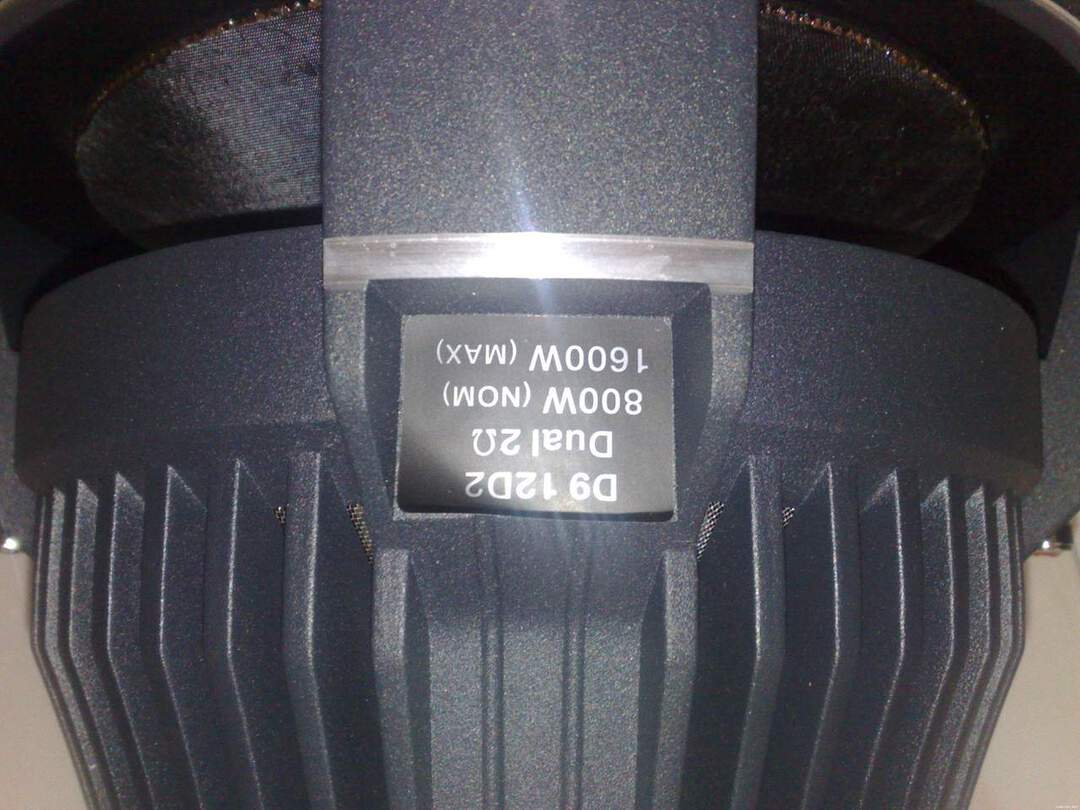 D9 12D2
Dual 2Ω
800W (NOM)
1600W (MAX)